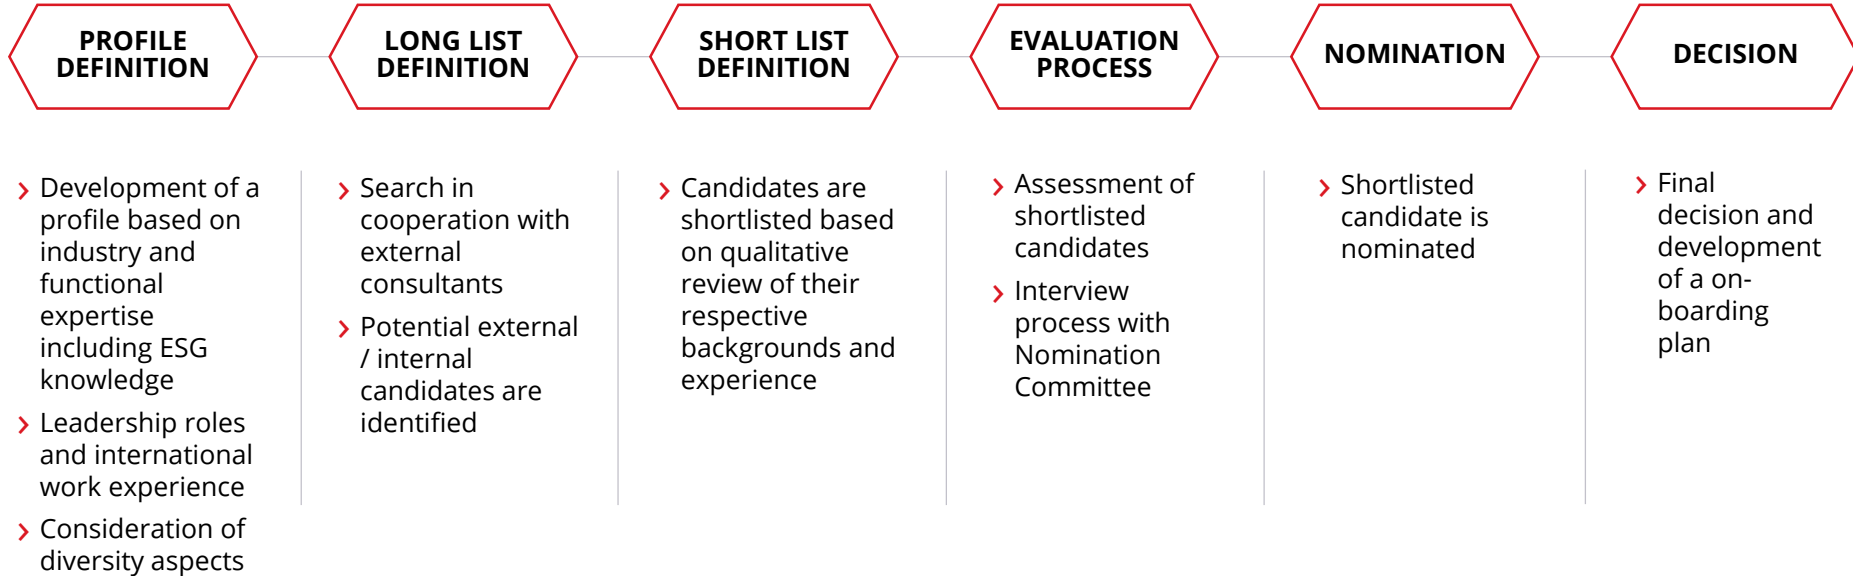 PROFILE
DEFINITION
LONG LIST
DEFINITION
SHORT LIST
DEFINITION
EVALUATION
PROCESS
NOMINATION
DECISION
Development of a
profile based on
industry and
functional
expertise
including ESG
knowledge
Leadership roles
and international
work experience
Consideration of
diversity aspects
Search in
cooperation with
external
consultants
Potential external
/ internal
candidates are
identified
Candidates are
shortlisted based
on qualitative
review of their
respective
backgrounds and
experience
Assessment of
shortlisted
candidates
Interview
process with
Nomination
Committee
Shortlisted
candidate is
nominated
Final
decision and
development
of a on-
boarding
plan